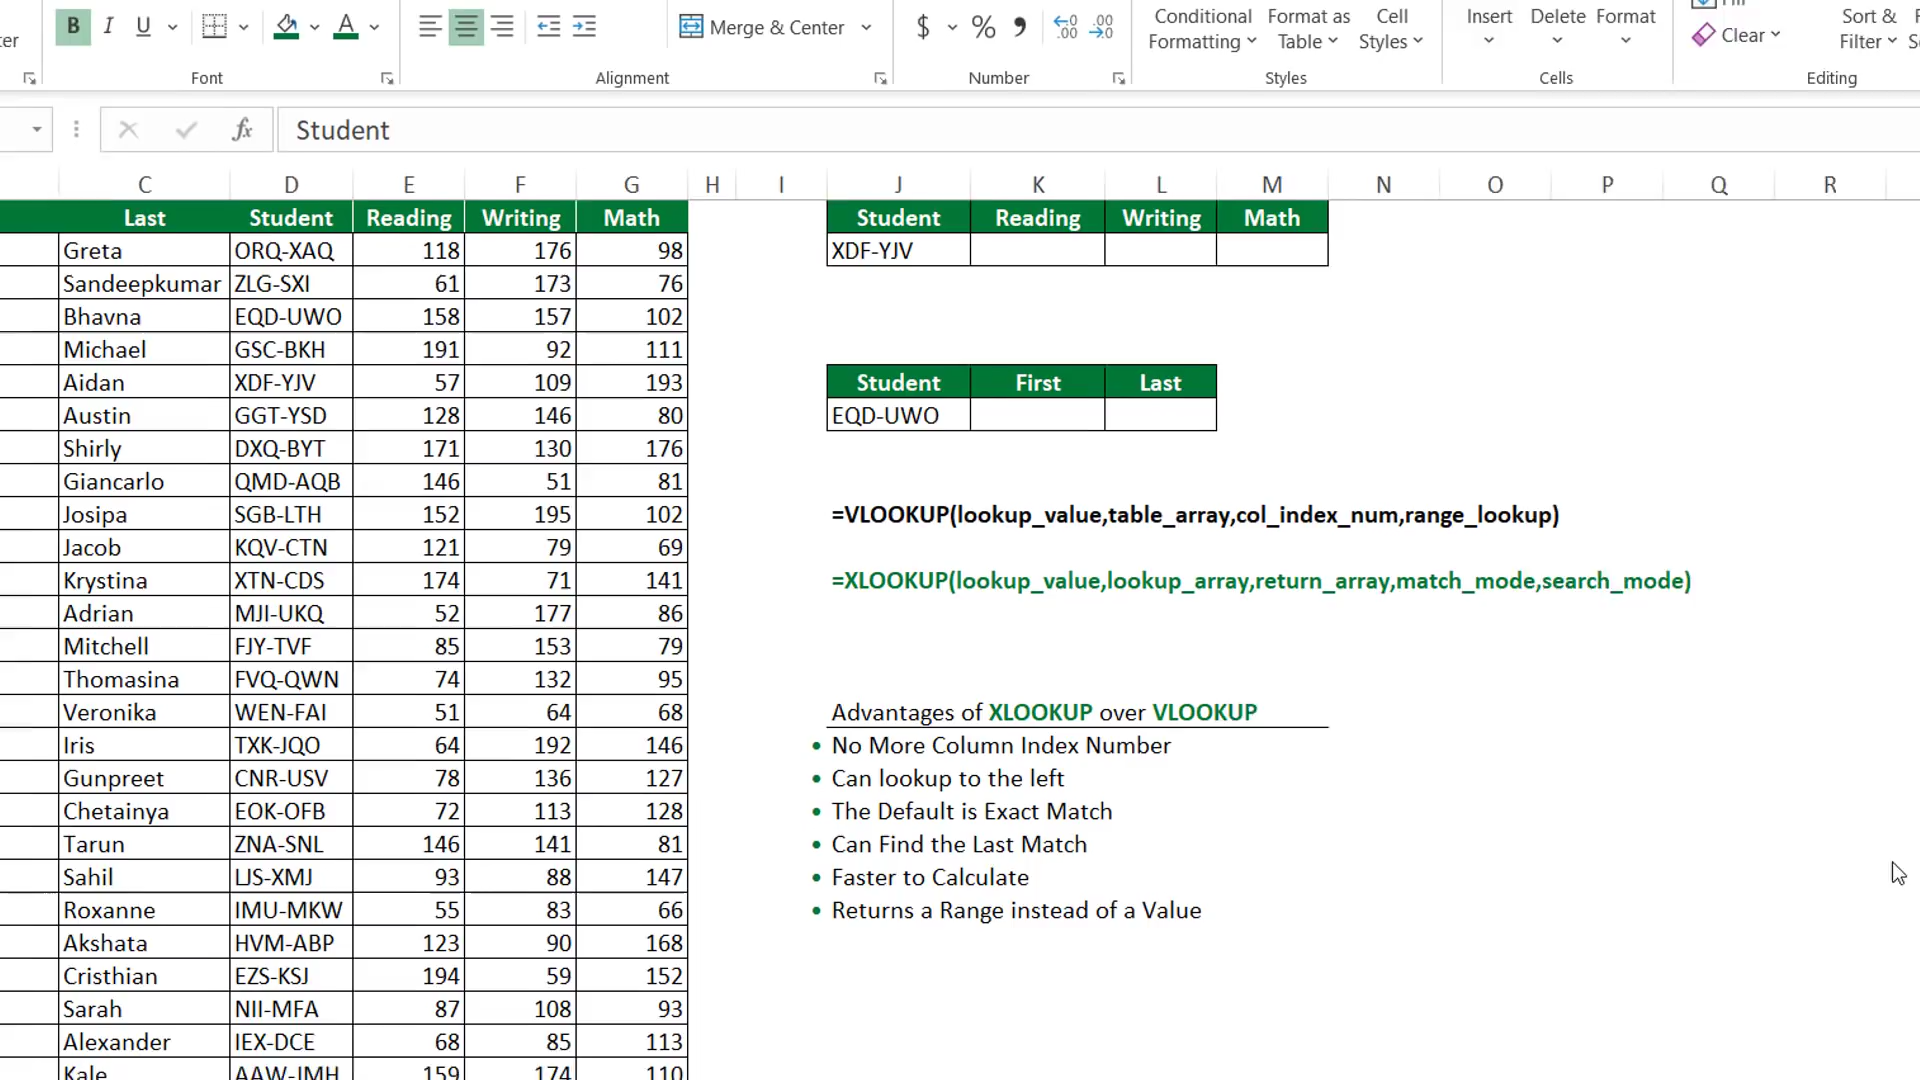 Fill
ter
B I U A
Merge & Center
$ % 9 .00 .00
Conditional Formatting
Format as Table
Cell Styles
Insert Delete Format
Clear
Sort & Filter
Font Alignment Number Styles Cells Editing
fx Student
C D E F G H I J K L M N O P Q R
Last Student Reading Writing Math
Greta ORQ-XAQ 118 176 98
Sandeepkumar ZLG-SXI 61 173 76
Bhavna EQD-UWO 158 157 102
Michael GSC-BKH 191 92 111
Aidan XDF-YJV 57 109 193
Austin GGT-YSD 128 146 80
Shirly DXQ-BYT 171 130 176
Giancarlo QMD-AQB 146 51 81
Josipa SGB-LTH 152 195 102
Jacob KQV-CTN 121 79 69
Krystina XTN-CDS 174 71 141
Adrian MJI-UKQ 52 177 86
Mitchell FJY-TVF 85 153 79
Thomasina FVQ-QWN 74 132 95
Veronika WEN-FAI 51 64 68
Iris TXK-JQO 64 192 146
Gunpreet CNR-USV 78 136 127
Chetainya EOK-OFB 72 113 128
Tarun ZNA-SNL 146 141 81
Sahil LJS-XMJ 93 88 147
Roxanne IMU-MKW 55 83 66
Akshata HVM-ABP 123 90 168
Cristhian EZS-KSJ 194 59 152
Sarah NII-MFA 87 108 93
Alexander IEX-DCE 68 85 113
Kale AAW-JMH 159 174 110
Student Reading Writing Math
XDF-YJV
Student First Last
EQD-UWO
=VLOOKUP(lookup_value,table_array,col_index_num,range_lookup)
=XLOOKUP(lookup_value,lookup_array,return_array,match_mode,search_mode)
Advantages of XLOOKUP over VLOOKUP
• No More Column Index Number
• Can lookup to the left
• The Default is Exact Match
• Can Find the Last Match
• Faster to Calculate
• Returns a Range instead of a Value